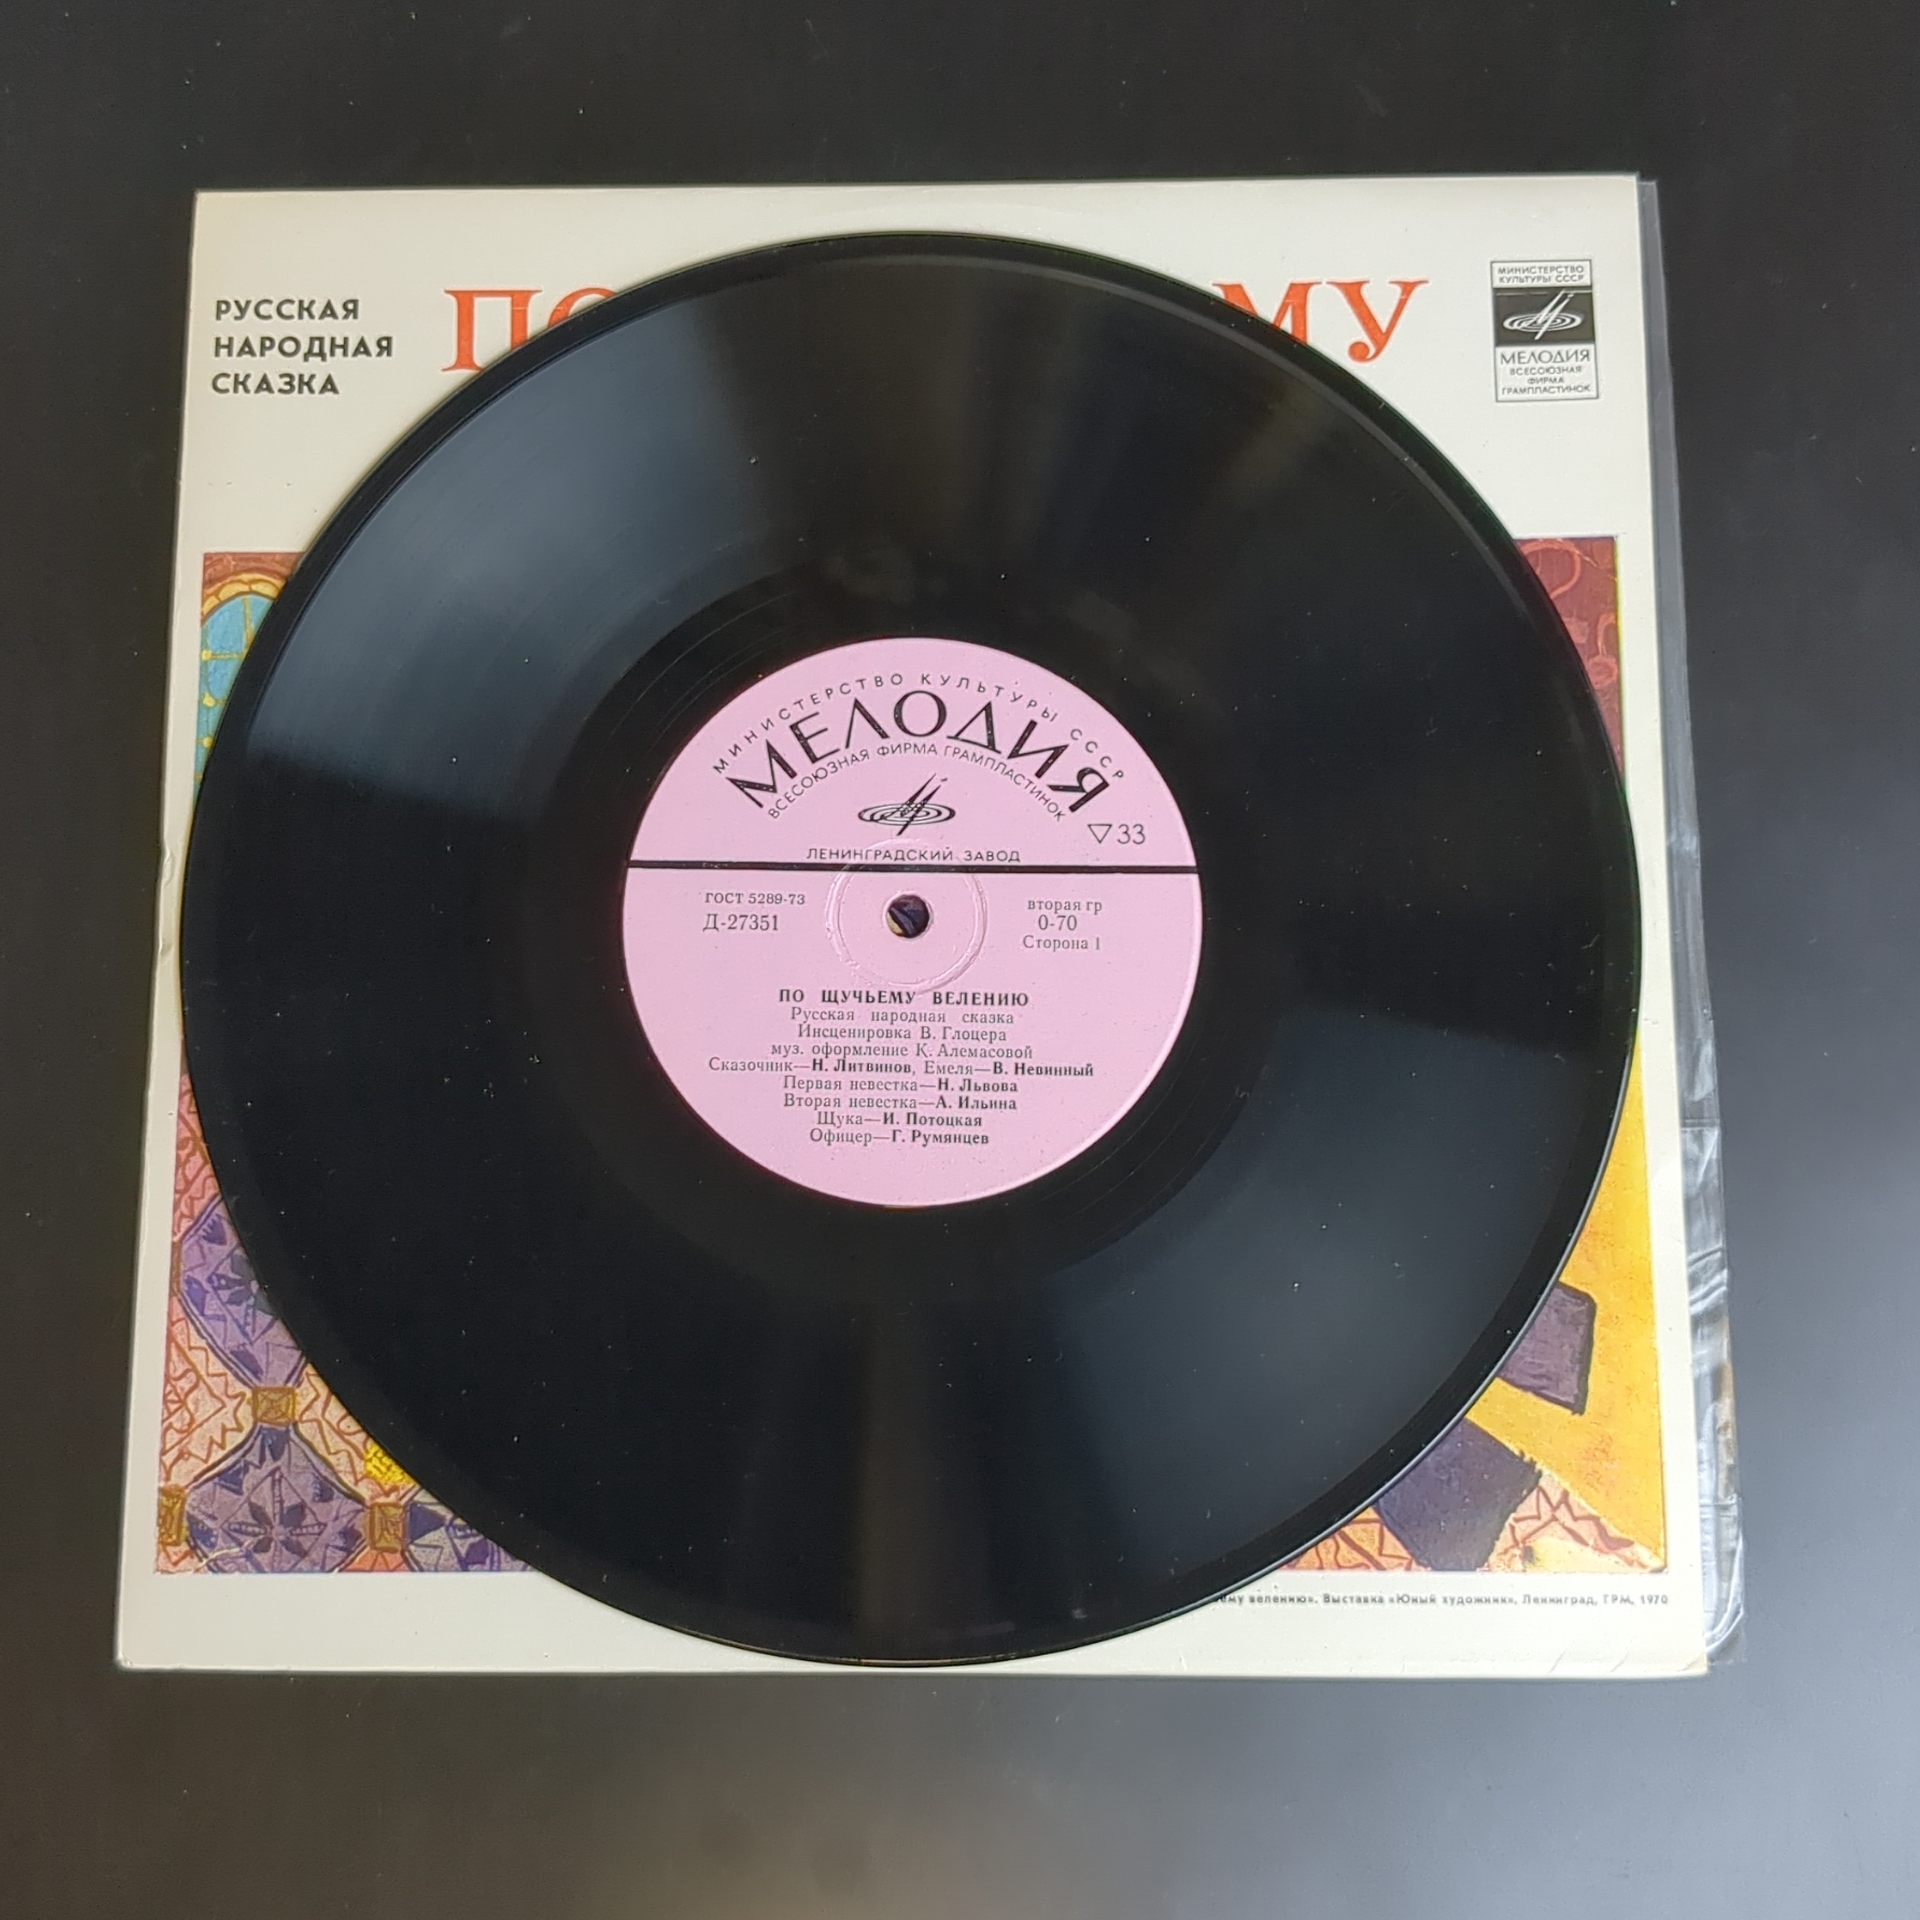 РУССКАЯ
НАРОДНАЯ
СКАЗКА
МУ
МИНИСТЕРСТВО
КУЛЬТУРЫ СССР
МЕЛОДИЯ
ВСЕСОЮЗНАЯ
ФИРМА
ГРАМПЛАСТИНОК
МИНИСТЕРСТВО КУЛЬТУРЫ СССР
МЕЛОДИЯ
ВСЕСОЮЗНАЯ ФИРМА ГРАМПЛАСТИНОК
▽33
ЛЕНИНГРАДСКИЙ ЗАВОД
ГОСТ 5289-73
Д-27351
вторая гр
0-70
Сторона 1
ПО ЩУЧЬЕМУ ВЕЛЕНИЮ
Русская народная сказка
Инсценировка В. Глоцера
муз. оформление К. Алемасовой
Сказочник—Н. Литвинов, Емеля—В. Невинный
Первая невестка—Н. Львова
Вторая невестка—А. Ильина
Щука—И. Потоцкая
Офицер—Г. Румянцев
ему велению». Выставка «Юный художник», Ленинград, ГРМ, 1970